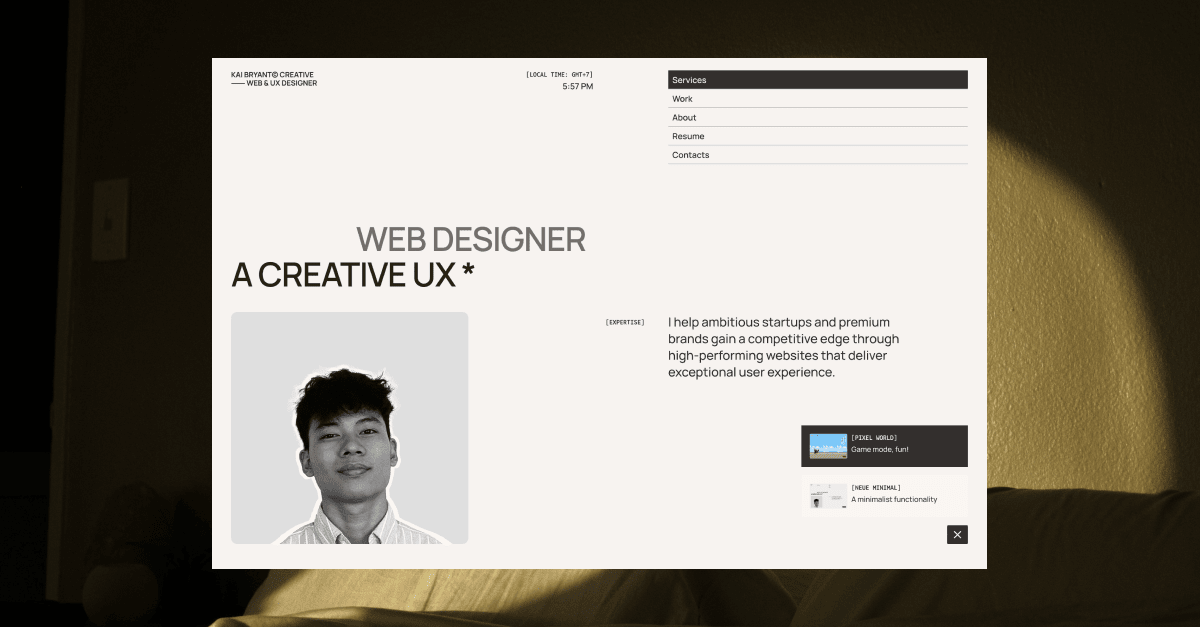 KAI BRYANT© CREATIVE
—— WEB & UX DESIGNER
[LOCAL TIME: GMT+7]
5:57 PM
Services
Work
About
Resume
Contacts
WEB DESIGNER
A CREATIVE UX *
[EXPERTISE]
I help ambitious startups and premium
brands gain a competitive edge through
high-performing websites that deliver
exceptional user experience.
[PIXEL WORLD]
Game mode, fun!
[NEUE MINIMAL]
A minimalist functionality